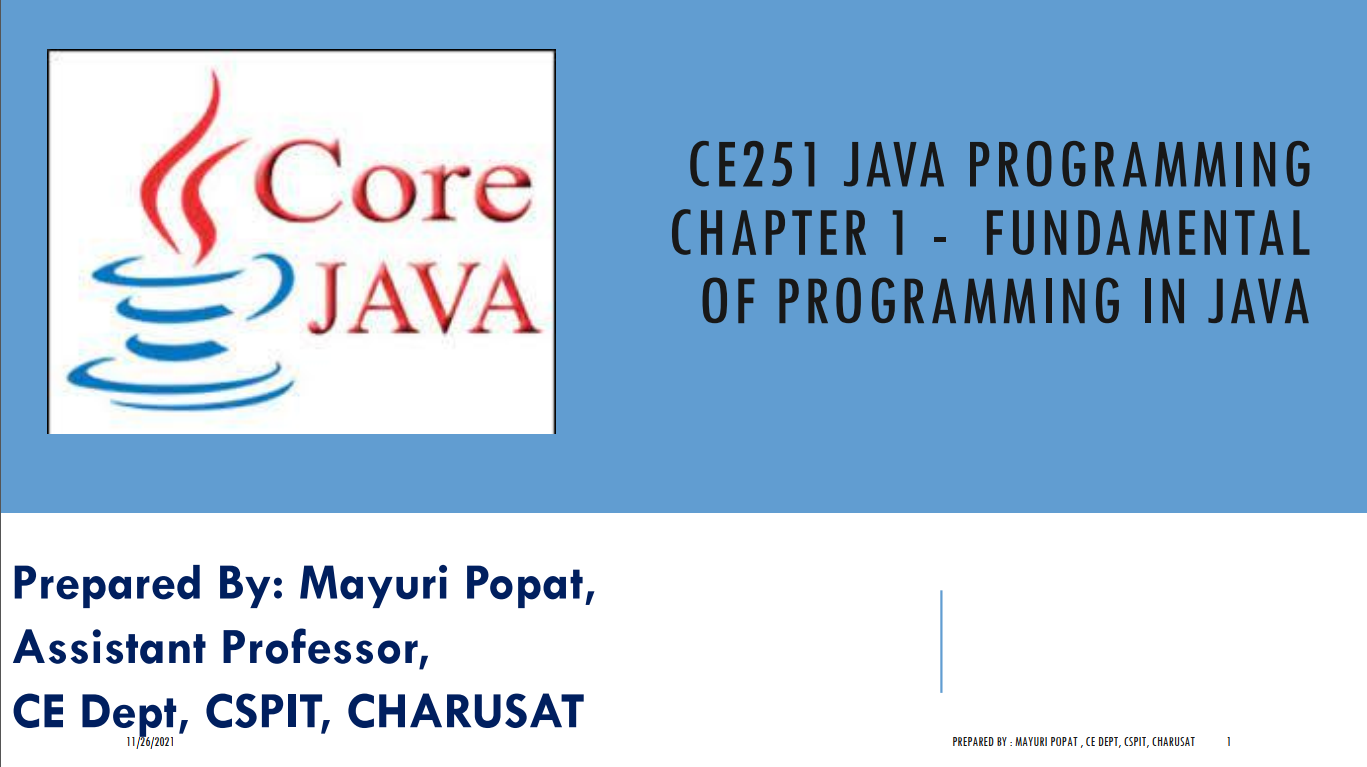 Core
JAVA
CE251 JAVA PROGRAMMING
CHAPTER 1 - FUNDAMENTAL
OF PROGRAMMING IN JAVA
Prepared By: Mayuri Popat,
Assistant Professor,
CE Dept, CSPIT, CHARUSAT
11/26/2021
PREPARED BY : MAYURI POPAT , CE DEPT, CSPIT, CHARUSAT 1